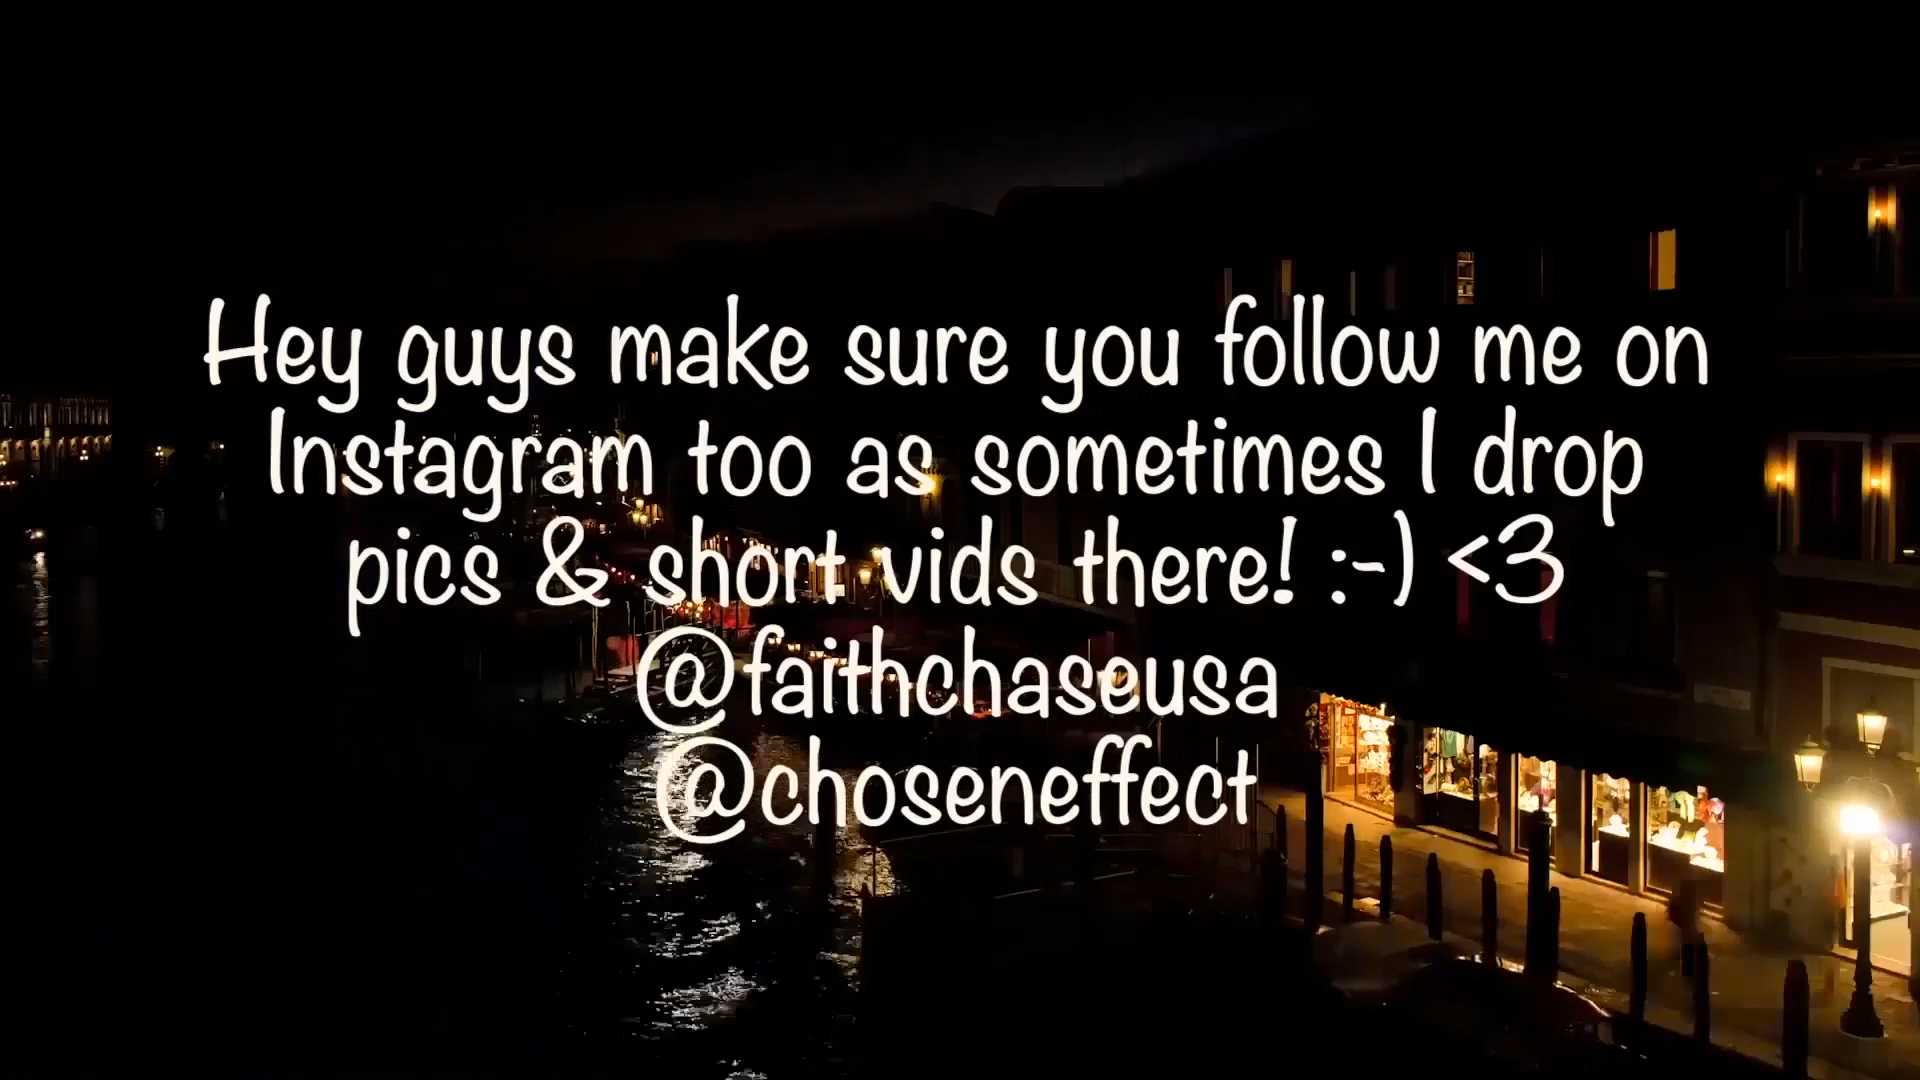 Hey guys make sure you follow me on
Instagram too as sometimes I drop
pics & short vids there! :-) <3
@faithchaseusa
@choseneffect